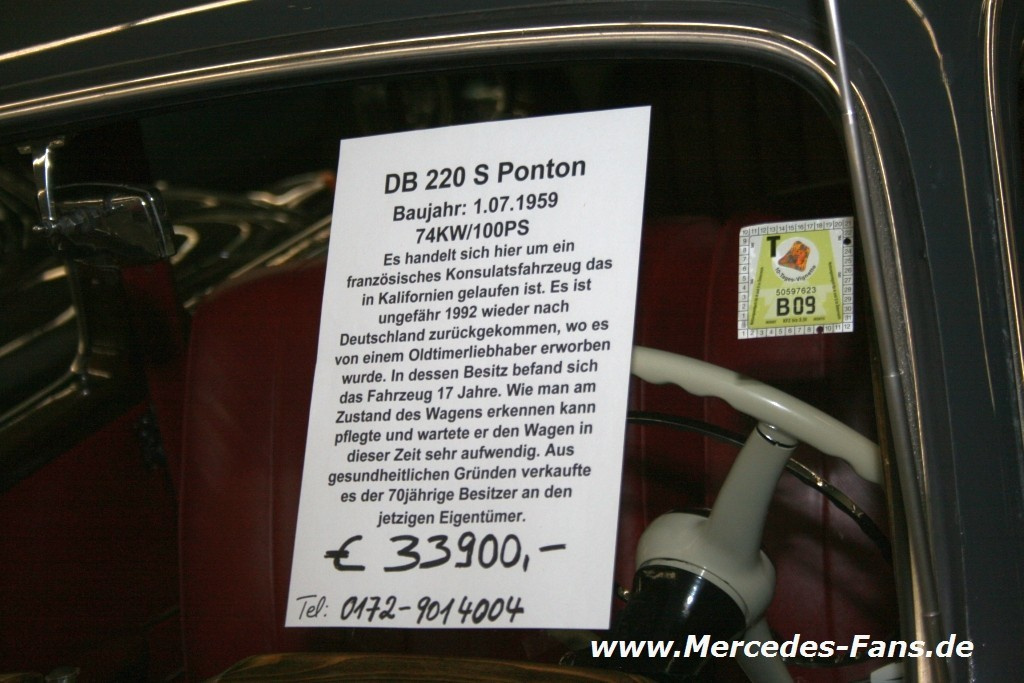 DB 220 S Ponton
Baujahr: 1.07.1959
74KW/100PS
Es handelt sich hier um ein
französisches Konsulatsfahrzeug das
in Kalifornien gelaufen ist. Es ist
ungefähr 1992 wieder nach
Deutschland zurückgekommen, wo es
von einem Oldtimerliebhaber erworben
wurde. In dessen Besitz befand sich
das Fahrzeug 17 Jahre. Wie man am
Zustand des Wagens erkennen kann
pflegte und wartete er den Wagen in
dieser Zeit sehr aufwendig. Aus
gesundheitlichen Gründen verkaufte
es der 70jährige Besitzer an den
jetzigen Eigentümer.
€ 33900,-
Tel: 0172-9014004
T
50597623
B 09
www.Mercedes-Fans.de